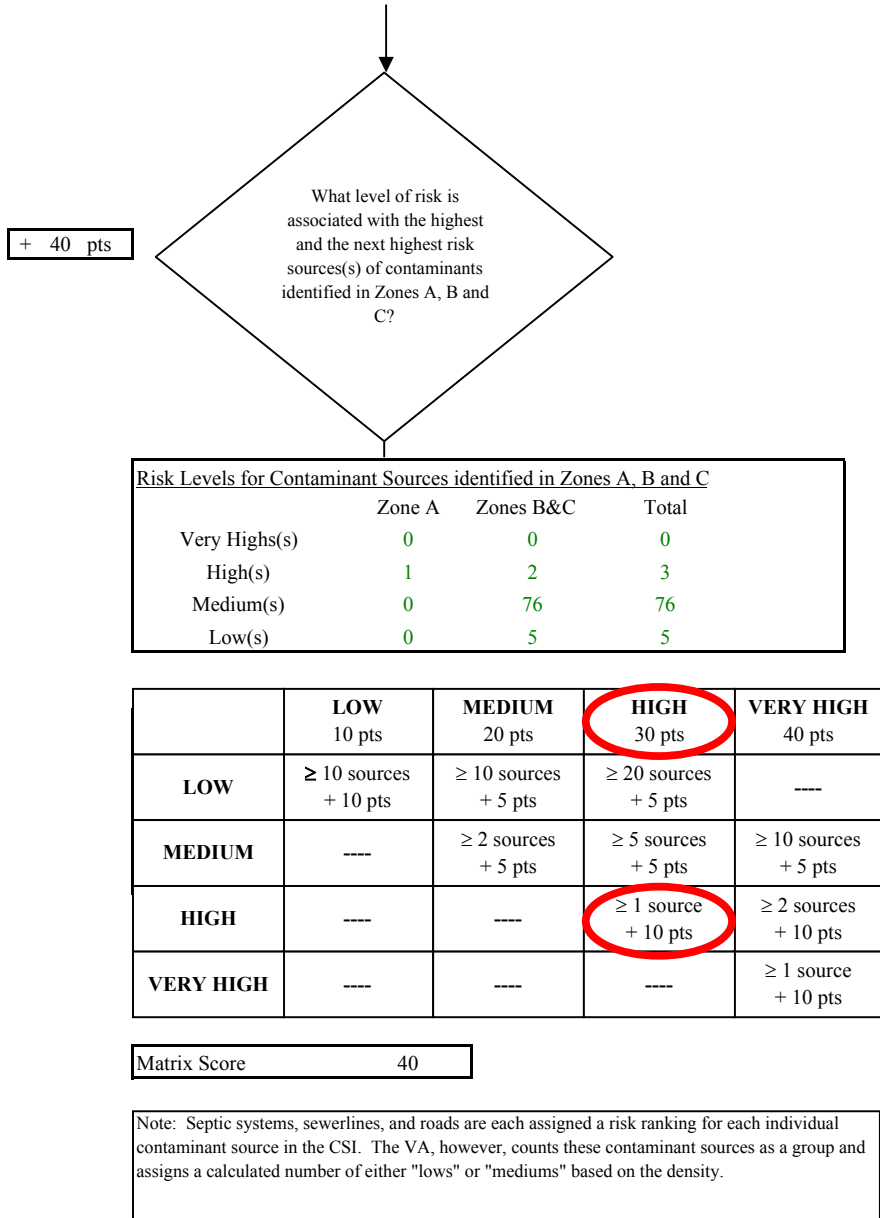 What level of risk is
associated with the highest
and the next highest risk
sources(s) of contaminants
identified in Zones A, B and
C?
+ 40 pts
Risk Levels for Contaminant Sources identified in Zones A, B and C
Zone A Zones B&C Total
Very Highs(s) 0 0 0
High(s) 1 2 3
Medium(s) 0 76 76
Low(s) 0 5 5
LOW MEDIUM HIGH VERY HIGH
10 pts 20 pts 30 pts 40 pts
LOW ≥ 10 sources ≥ 10 sources ≥ 20 sources ----
+ 10 pts + 5 pts + 5 pts
MEDIUM ---- ≥ 2 sources ≥ 5 sources ≥ 10 sources
+ 5 pts + 5 pts + 5 pts
HIGH ---- ---- ≥ 1 source ≥ 2 sources
+ 10 pts + 10 pts
VERY HIGH ---- ---- ---- ≥ 1 source
+ 10 pts
Matrix Score 40
Note: Septic systems, sewerlines, and roads are each assigned a risk ranking for each individual
contaminant source in the CSI. The VA, however, counts these contaminant sources as a group and
assigns a calculated number of either "lows" or "mediums" based on the density.